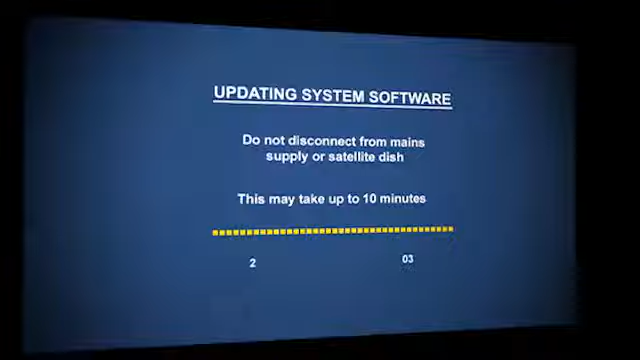 UPDATING SYSTEM SOFTWARE
Do not disconnect from mains
supply or satellite dish
This may take up to 10 minutes
2 03